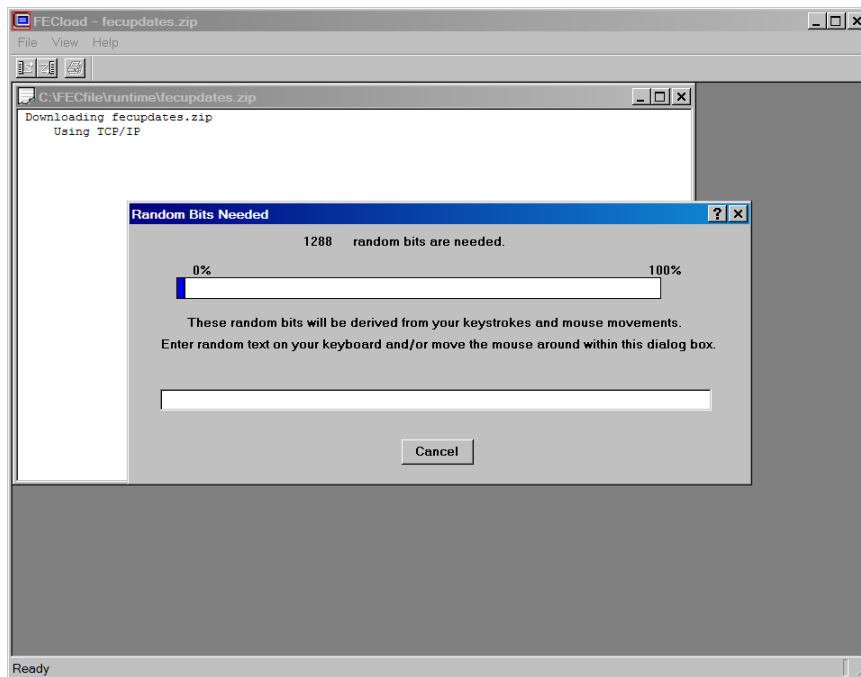 FECload - fecupdates.zip
File View Help
C:\FECfile\runtime\fecupdates.zip
Downloading fecupdates.zip
Using TCP/IP
Random Bits Needed
1288 random bits are needed.
0% 100%
These random bits will be derived from your keystrokes and mouse movements.
Enter random text on your keyboard and/or move the mouse around within this dialog box.
Cancel
Ready